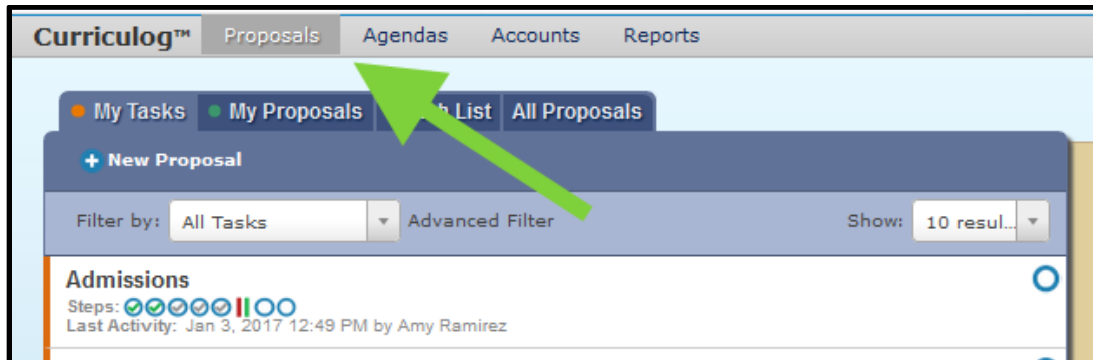 Curriculog™ Proposals Agendas Accounts Reports
My Tasks My Proposals List All Proposals
New Proposal
Filter by: All Tasks Advanced Filter Show: 10 resul...
Admissions
Steps:
Last Activity: Jan 3, 2017 12:49 PM by Amy Ramirez